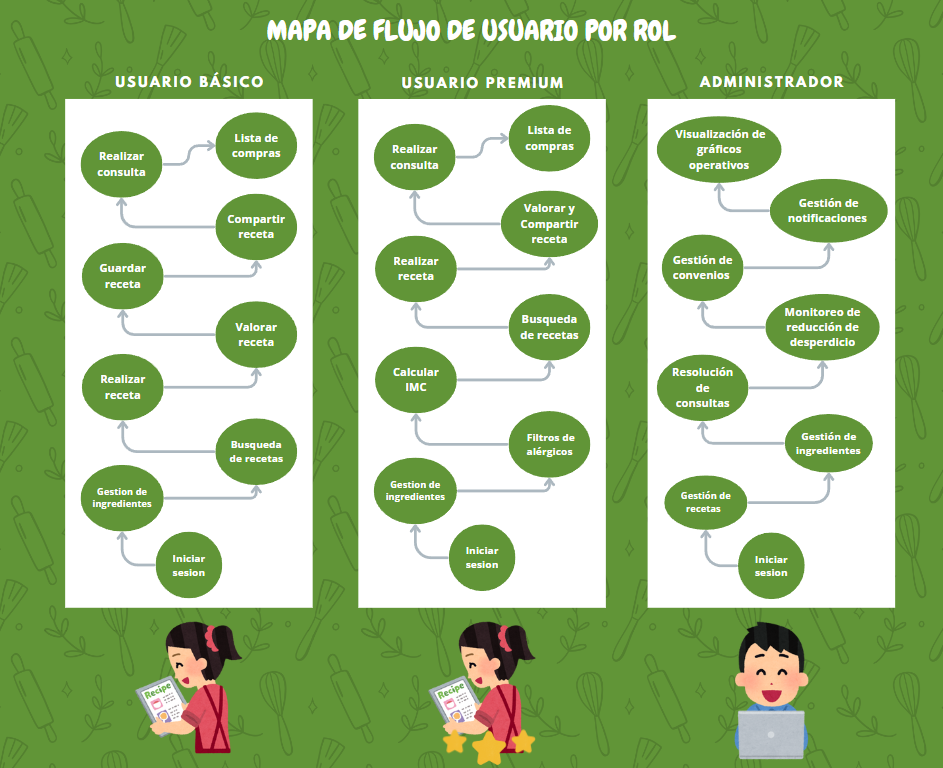 MAPA DE FLUJO DE USUARIO POR ROL
USUARIO BÁSICO
Realizar
consulta
Lista de
compras
Compartir
receta
Guardar
receta
Valorar
receta
Realizar
receta
Busqueda
de recetas
Gestion de
ingredientes
Iniciar
sesion
Recipe
USUARIO PREMIUM
Realizar
consulta
Lista de
compras
Valorar y
Compartir
receta
Realizar
receta
Busqueda
de recetas
Calcular
IMC
Filtros de
alérgicos
Gestion de
ingredientes
Iniciar
sesion
Recipe
ADMINISTRADOR
Visualización de
gráficos
operativos
Gestión de
notificaciones
Gestión de
convenios
Monitoreo de
reducción de
desperdicio
Resolución
de
consultas
Gestión de
ingredientes
Gestión de
recetas
Iniciar
sesion